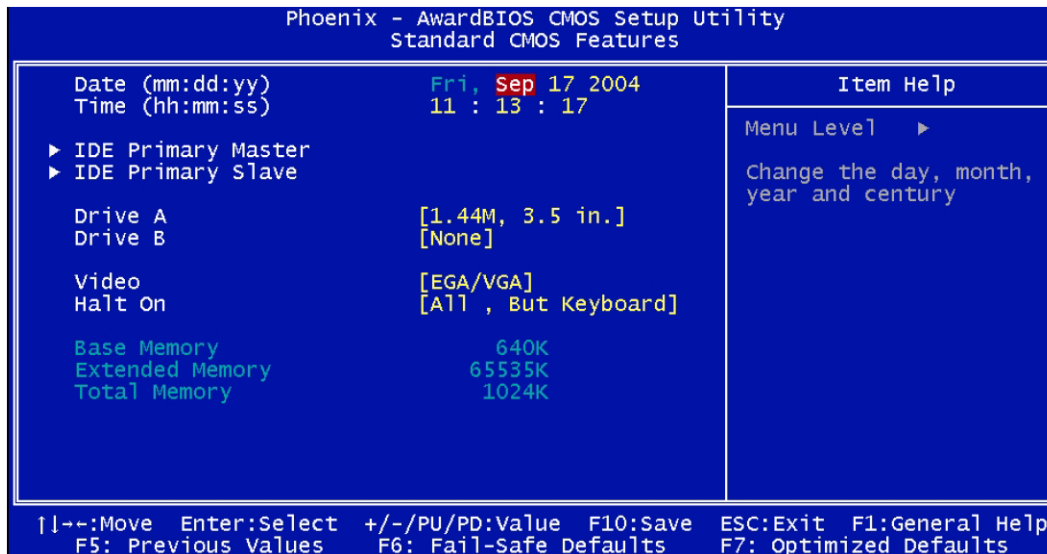 Phoenix - AwardBIOS CMOS Setup Utility
Standard CMOS Features
Date (mm:dd:yy) Fri, Sep 17 2004
Time (hh:mm:ss) 11 : 13 : 17
▶ IDE Primary Master
▶ IDE Primary Slave
Drive A [1.44M, 3.5 in.]
Drive B [None]
Video [EGA/VGA]
Halt On [All , But Keyboard]
Base Memory 640K
Extended Memory 65535K
Total Memory 1024K
Item Help
Menu Level ▶
Change the day, month,
year and century
↑↓→←:Move Enter:Select +/-/PU/PD:Value F10:Save ESC:Exit F1:General Help
F5: Previous Values F6: Fail-Safe Defaults F7: Optimized Defaults